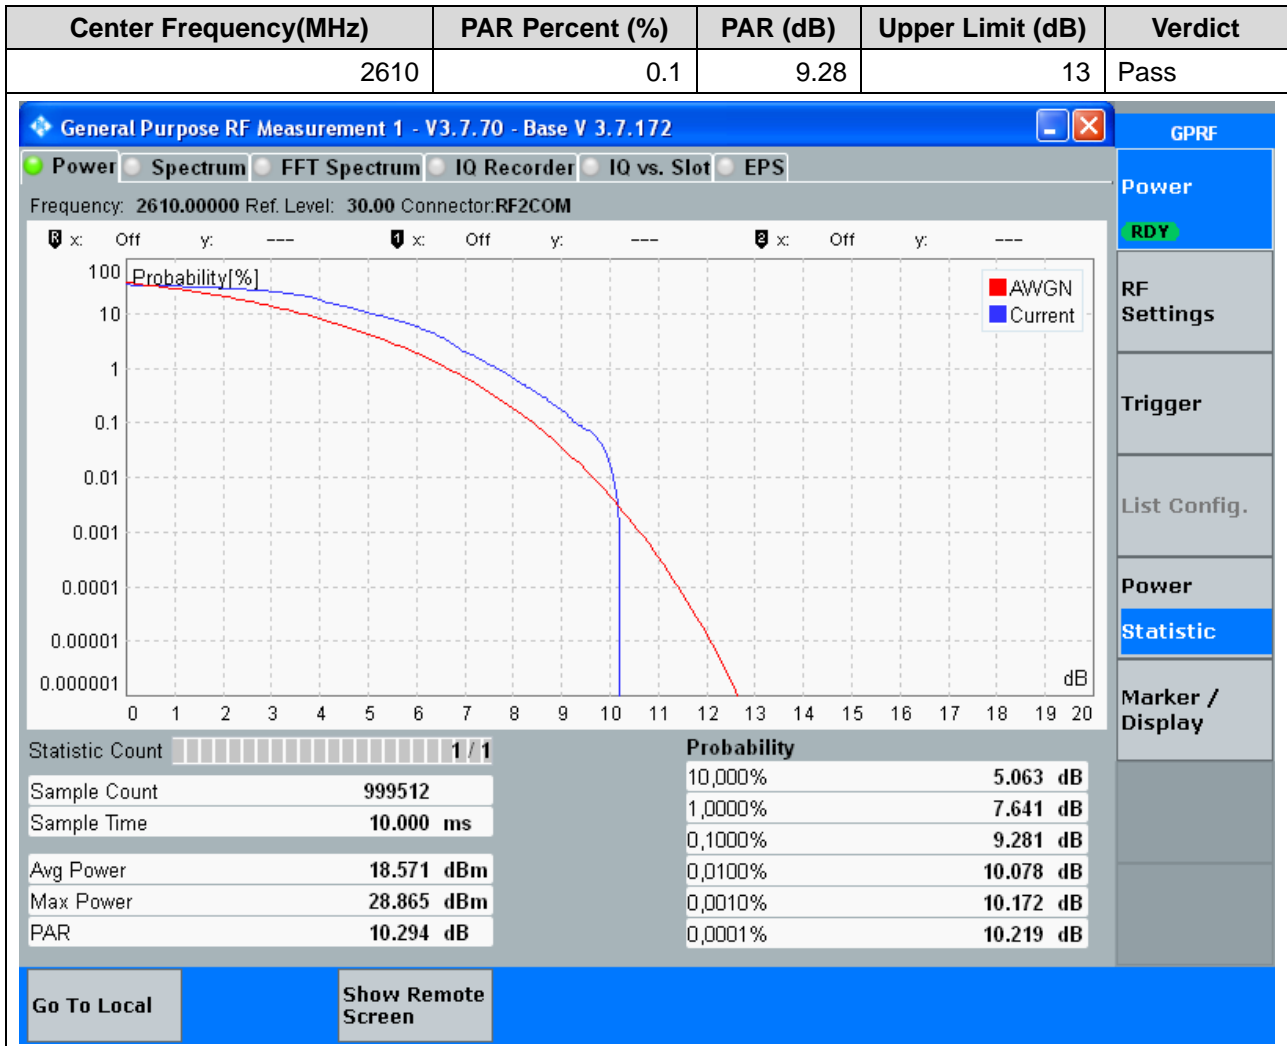 Center Frequency(MHz) PAR Percent (%) PAR (dB) Upper Limit (dB) Verdict
2610 0.1 9.28 13 Pass
General Purpose RF Measurement 1 - V3.7.70 - Base V 3.7.172
GPRF
Power Spectrum FFT Spectrum IQ Recorder IQ vs. Slot EPS
Frequency: 2610.00000 Ref. Level: 30.00 Connector:RF2COM
R x: Off y: --- 1 x: Off y: --- 2 x: Off y: ---
Probability[%]
100
10
1
0.1
0.01
0.001
0.0001
0.00001
0.000001
AWGN
Current
dB
0 1 2 3 4 5 6 7 8 9 10 11 12 13 14 15 16 17 18 19 20
Statistic Count 1 / 1
Sample Count 999512
Sample Time 10.000 ms
Avg Power 18.571 dBm
Max Power 28.865 dBm
PAR 10.294 dB
Probability
10,000% 5.063 dB
1,0000% 7.641 dB
0,1000% 9.281 dB
0,0100% 10.078 dB
0,0010% 10.172 dB
0,0001% 10.219 dB
Power
RDY
RF
Settings
Trigger
List Config.
Power
Statistic
Marker /
Display
Go To Local
Show Remote
Screen